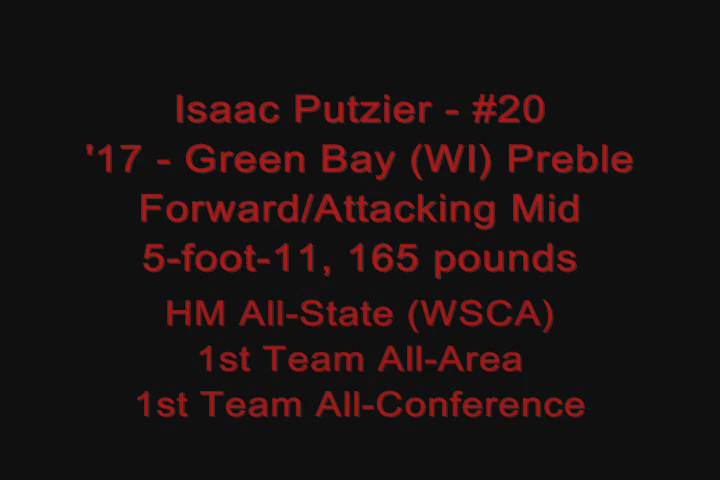 Isaac Putzier - #20
'17 - Green Bay (WI) Preble
Forward/Attacking Mid
5-foot-11, 165 pounds
HM All-State (WSCA)
1st Team All-Area
1st Team All-Conference